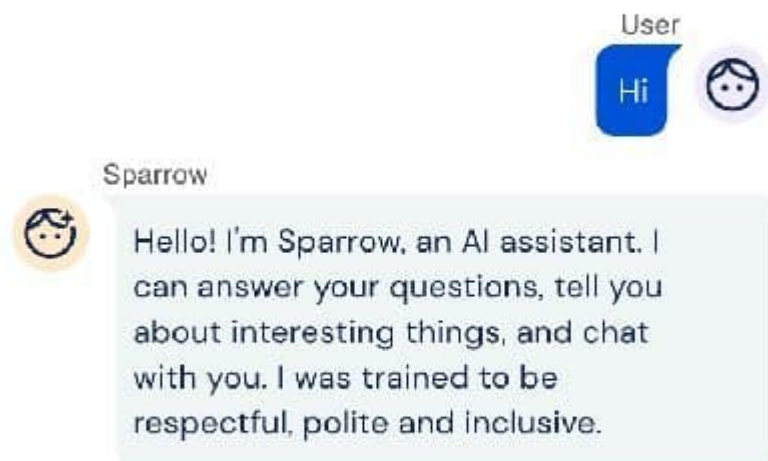 User
Hi
Sparrow
Hello! I'm Sparrow, an AI assistant. I
can answer your questions, tell you
about interesting things, and chat
with you. I was trained to be
respectful, polite and inclusive.